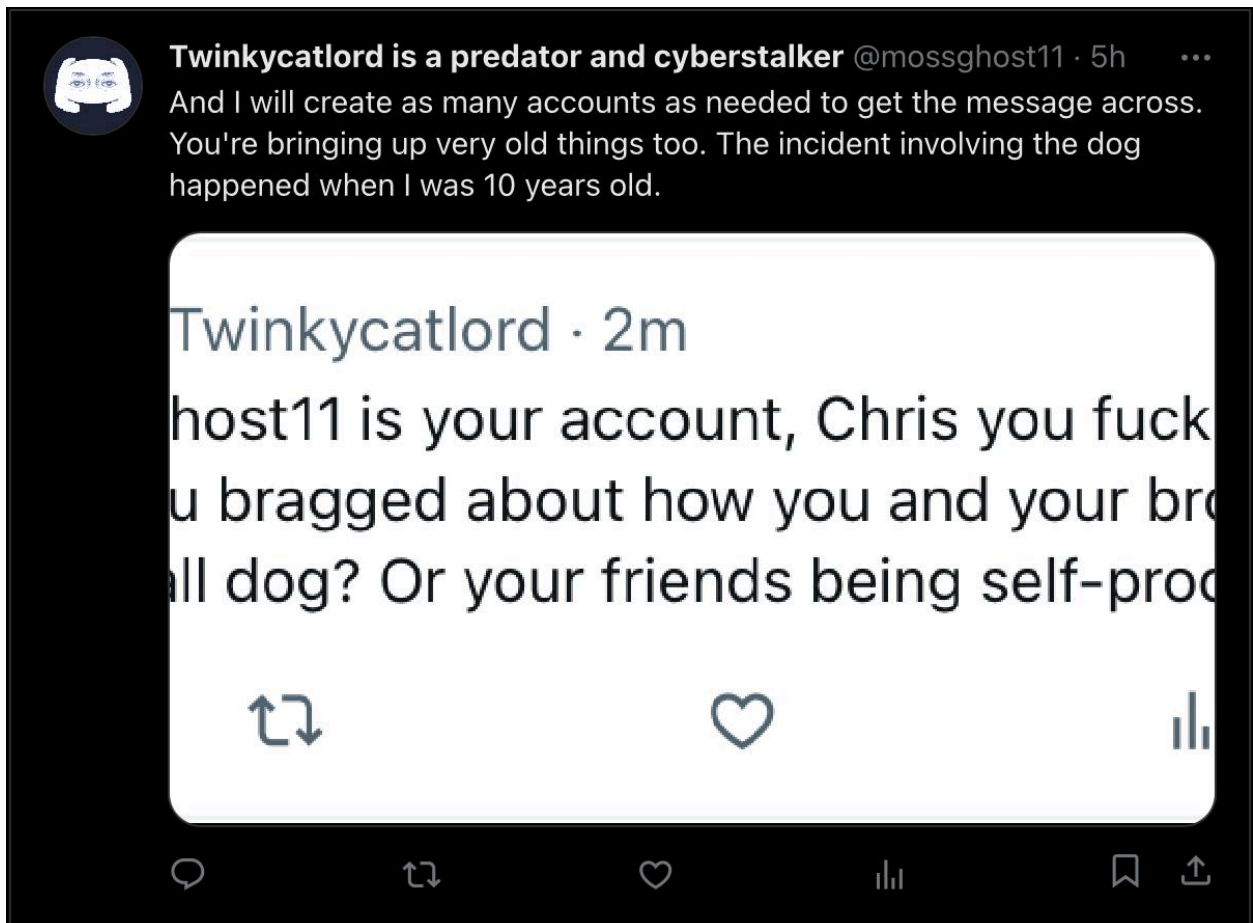 Twinkycatlord is a predator and cyberstalker @mossghost11 · 5h
And I will create as many accounts as needed to get the message across.
You're bringing up very old things too. The incident involving the dog
happened when I was 10 years old.
Twinkycatlord · 2m
host11 is your account, Chris you fuck
u bragged about how you and your bro
all dog? Or your friends being self-proc